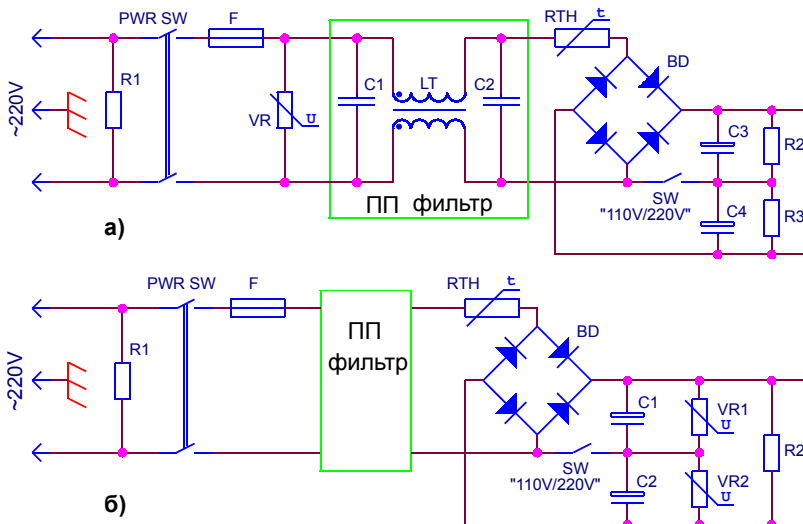 PWR SW
F
RTH
t
R1
~220V
VR
U
C1
LT
C2
BD
C3
R2
SW
"110V/220V"
C4
R3
ПП фильтр
а)
PWR SW
F
RTH
t
R1
~220V
ПП
фильтр
BD
C1
VR1
U
R2
SW
"110V/220V"
C2
VR2
U
б)